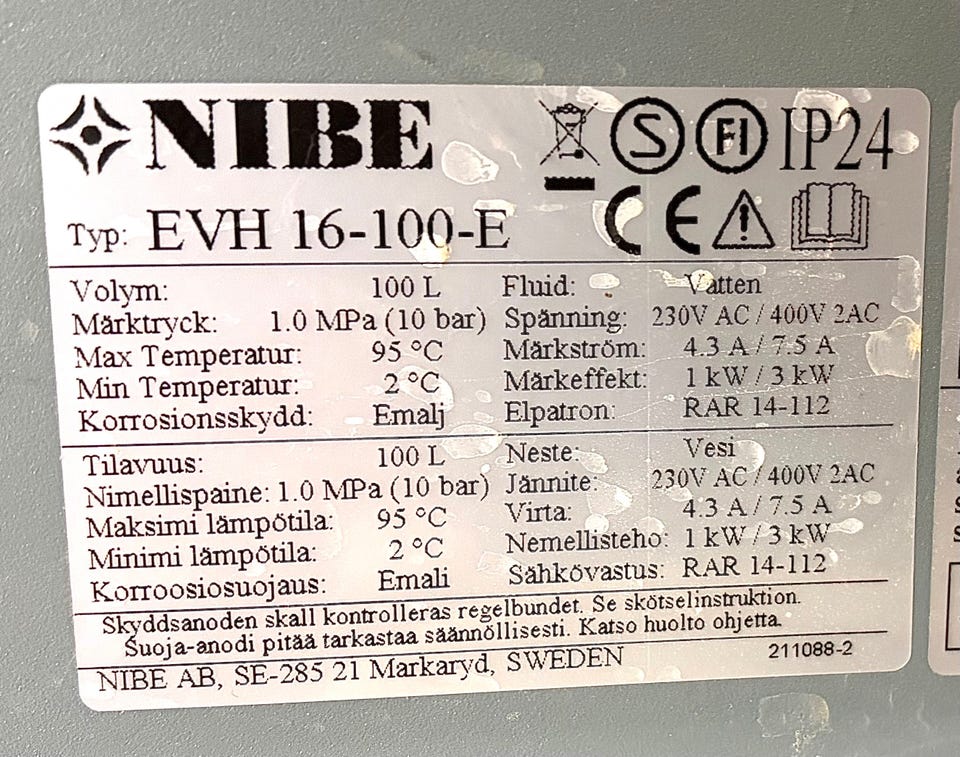 NIBE S FI IP24
Typ: EVH 16-100-E CE
Volym: 100 L Fluid: Vatten
Märktryck: 1.0 MPa (10 bar) Spänning: 230V AC / 400V 2AC
Max Temperatur: 95 °C Märkström: 4.3 A / 7.5 A
Min Temperatur: 2 °C Märkeffekt: 1 kW / 3 kW
Korrosionsskydd: Emalj Elpatron: RAR 14-112
Tilavuus: 100 L Neste: Vesi
Nimellispaine: 1.0 MPa (10 bar) Jännite: 230V AC / 400V 2AC
Maksimi lämpötila: 95 °C Virta: 4.3 A / 7.5 A
Minimi lämpötila: 2 °C Nemellisteho: 1 kW / 3 kW
Korroosiosuojaus: Emali Sähkövastus: RAR 14-112
Skyddsanoden skall kontrolleras regelbundet. Se skötselinstruktion.
Suoja-anodi pitää tarkastaa säännöllisesti. Katso huolto ohjetta.
NIBE AB, SE-285 21 Markaryd, SWEDEN 211088-2